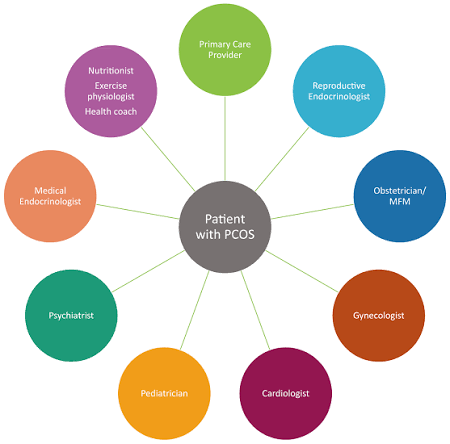 Primary Care
Provider
Reproductive
Endocrinologist
Obstetrician/
MFM
Gynecologist
Cardiologist
Pediatrician
Psychiatrist
Medical
Endocrinologist
Nutritionist
Exercise
physiologist
Health coach
Patient
with PCOS